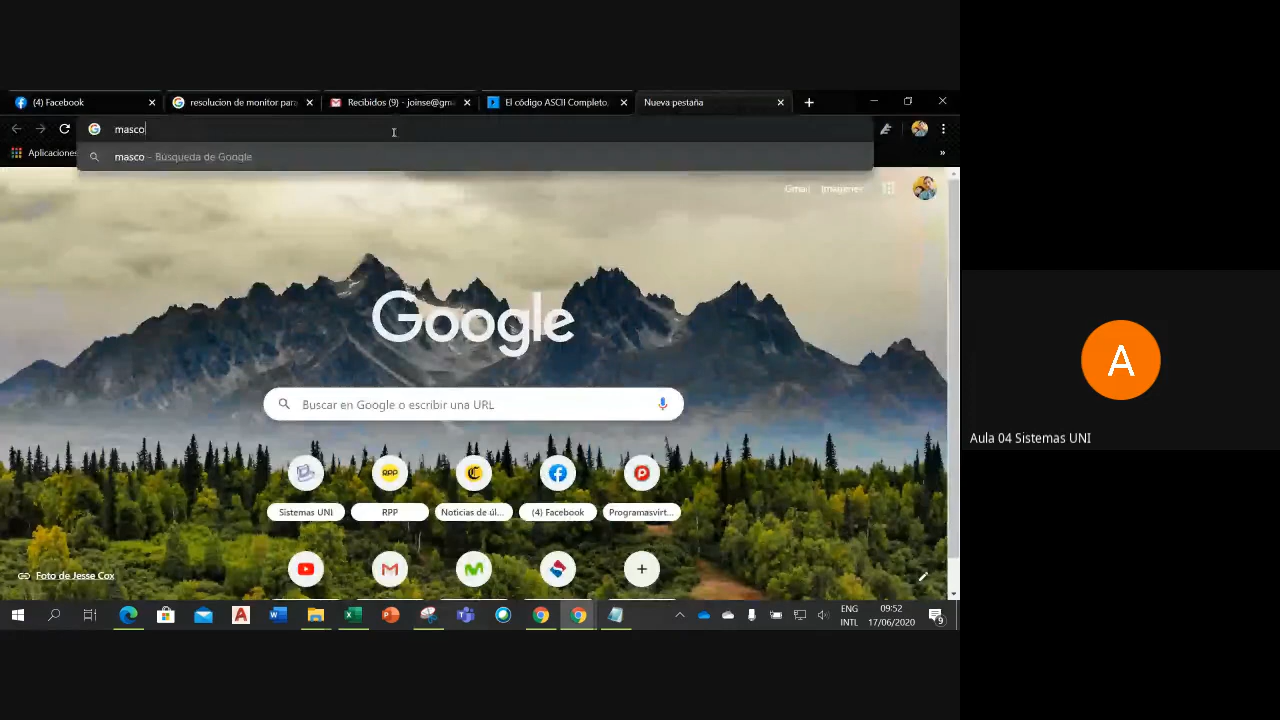 (4) Facebook
resolucion de monitor para
Recibidos (9) - joinse@gm
El código ASCII Completo,
Nueva pestaña
masco
Aplicaciones
masco - Búsqueda de Google
Gmail Imágenes
Google
Buscar en Google o escribir una URL
RPP
Sistemas UNI
RPP
Noticias de úl...
(4) Facebook
Programasvirt...
Foto de Jesse Cox
ENG
INTL
09:52
17/06/2020
9
A
Aula 04 Sistemas UNI